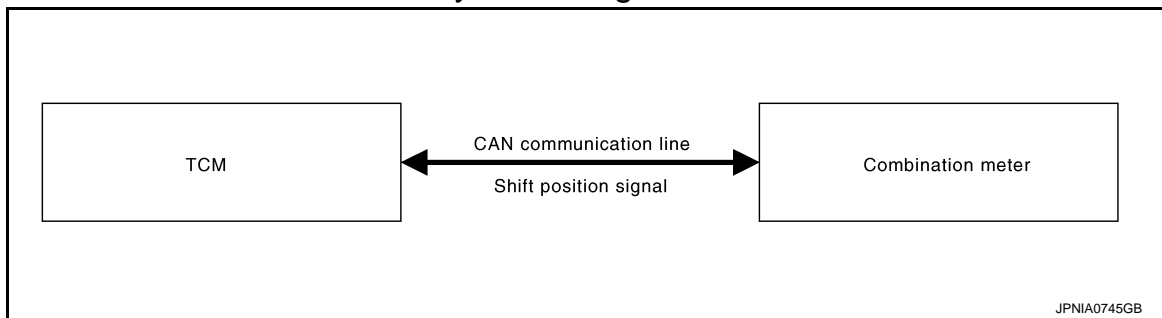 TCM
CAN communication line
Shift position signal
Combination meter
JPNIA0745GB